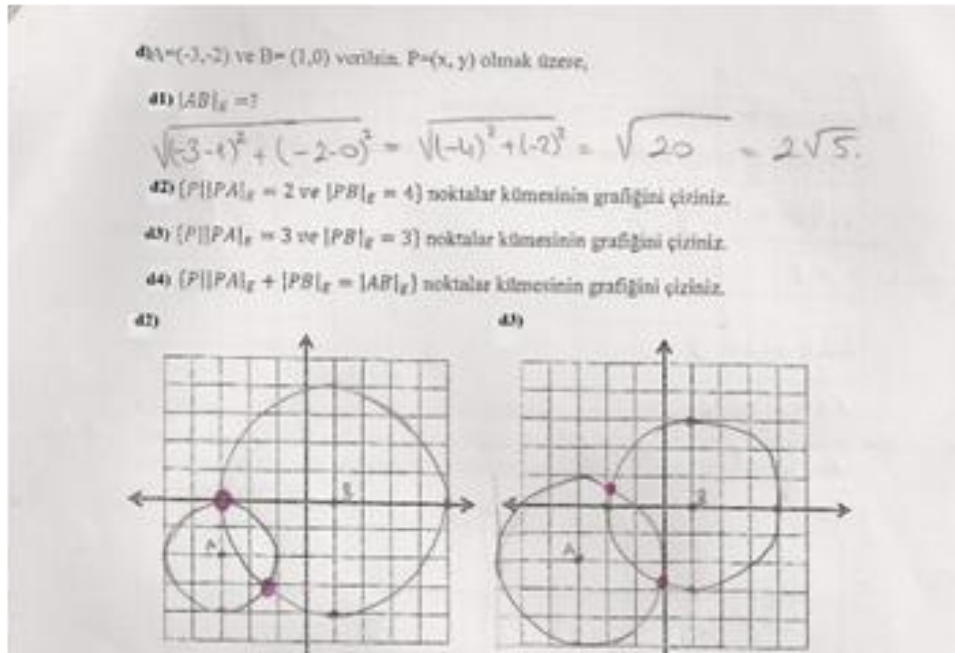 d) A=(-3,-2) ve B= (1,0) verilsin. P=(x, y) olmak üzere,
d1) |AB|_E =?
√(-3-1)² + (-2-0)² = √(-4)² + (-2)² = √20 = 2√5.
d2) {P||PA|_E = 2 ve |PB|_E = 4} noktalar kümesinin grafiğini çiziniz.
d3) {P||PA|_E = 3 ve |PB|_E = 3} noktalar kümesinin grafiğini çiziniz.
d4) {P||PA|_E + |PB|_E = |AB|_E} noktalar kümesinin grafiğini çiziniz.
d2) d3)
B B
A A